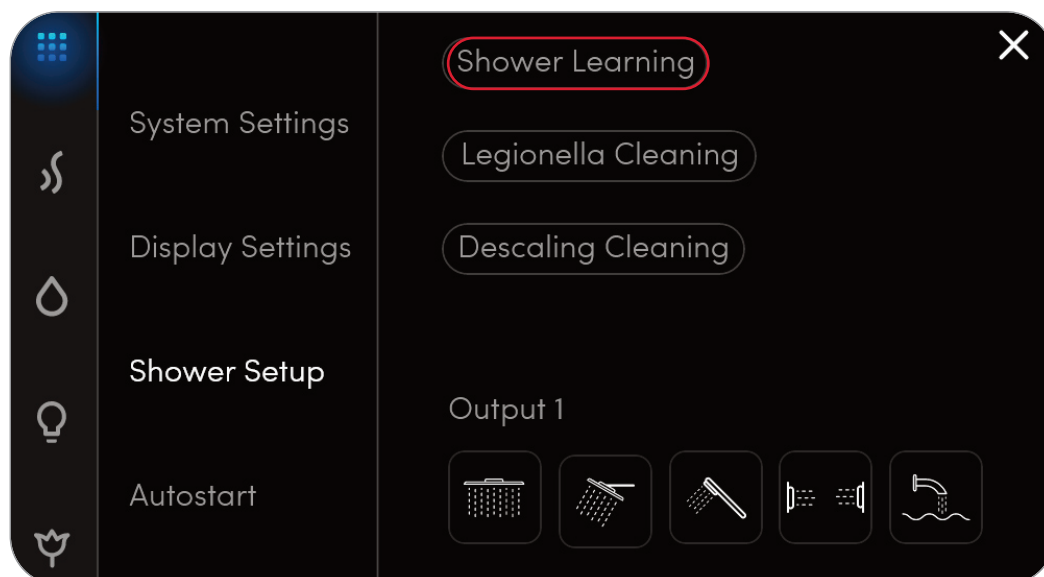 System Settings
Display Settings
Shower Setup
Autostart
Shower Learning
Legionella Cleaning
Descaling Cleaning
Output 1